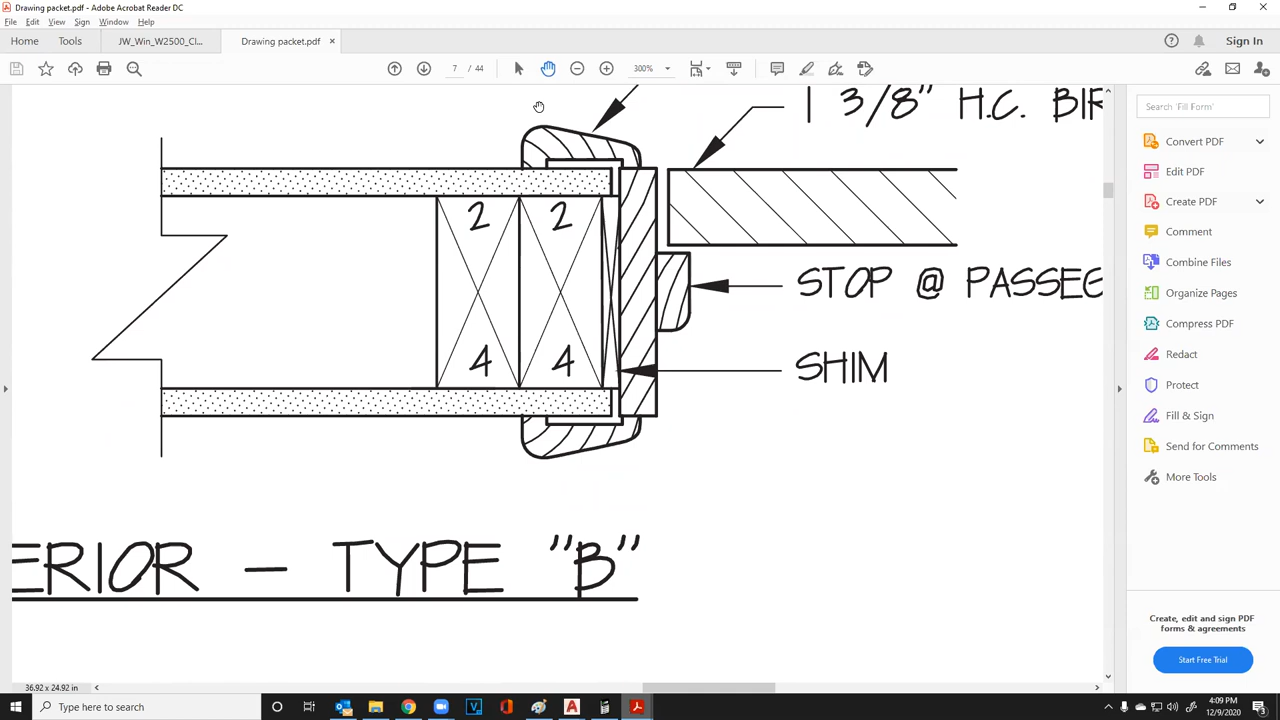 Drawing packet.pdf - Adobe Acrobat Reader DC
File Edit View Sign Window Help
Home Tools JW_Win_W2500_Cl... Drawing packet.pdf × Sign In
7 / 44 300%
1 3/8" H.C. BIR
Search 'Fill Form'
Convert PDF
Edit PDF
Create PDF
Comment
Combine Files
Organize Pages
Compress PDF
Redact
Protect
Fill & Sign
Send for Comments
More Tools
2 2
STOP @ PASSEG
4 4
SHIM
ERIOR - TYPE "B"
Create, edit and sign PDF
forms & agreements
Start Free Trial
36.92 x 24.92 in
Type here to search
4:09 PM
12/9/2020